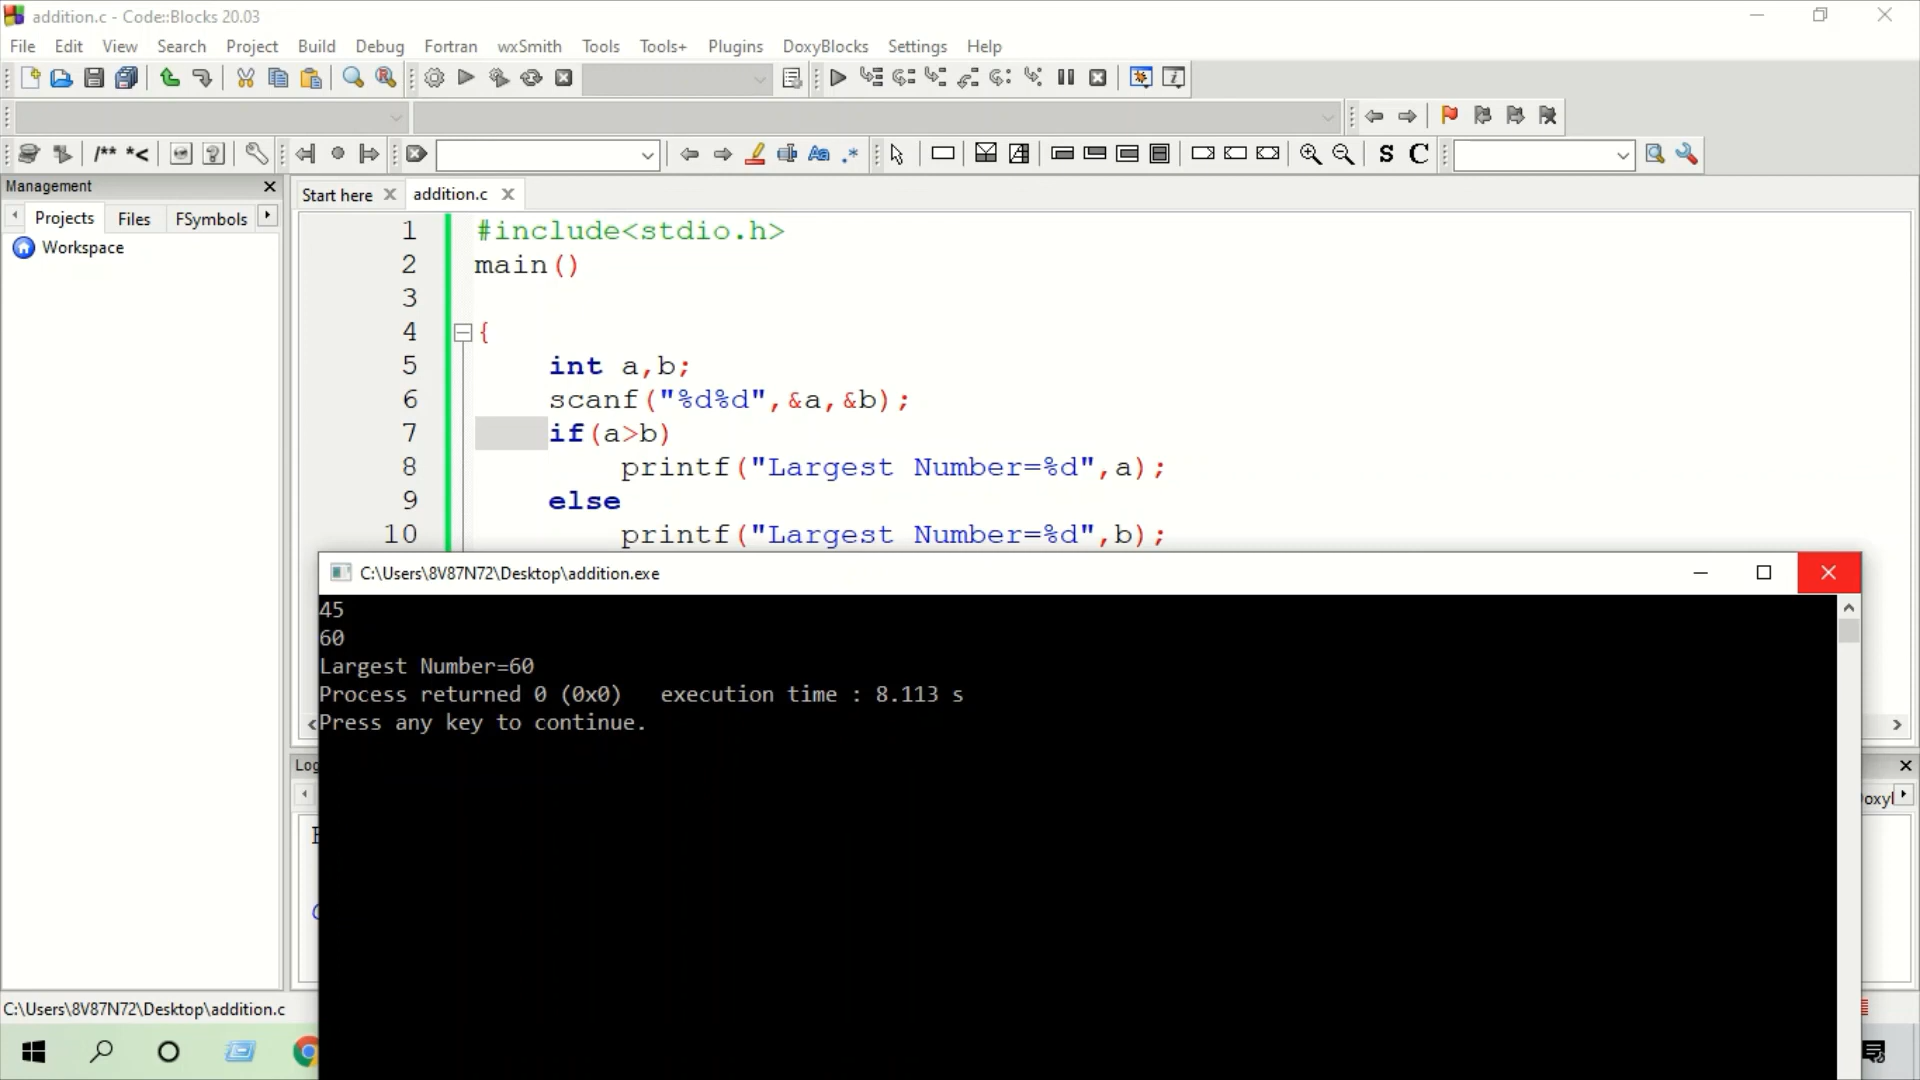 addition.c - Code::Blocks 20.03
File Edit View Search Project Build Debug Fortran wxSmith Tools Tools+ Plugins DoxyBlocks Settings Help
/** *<
S C
Management
Projects Files FSymbols
Workspace
Start here addition.c
1 #include<stdio.h>
2 main()
3
4 {
5 int a,b;
6 scanf("%d%d",&a,&b);
7 if(a>b)
8 printf("Largest Number=%d",a);
9 else
10 printf("Largest Number=%d",b);
C:\Users\8V87N72\Desktop\addition.exe
45
60
Largest Number=60
Process returned 0 (0x0)   execution time : 8.113 s
Press any key to continue.
C:\Users\8V87N72\Desktop\addition.c